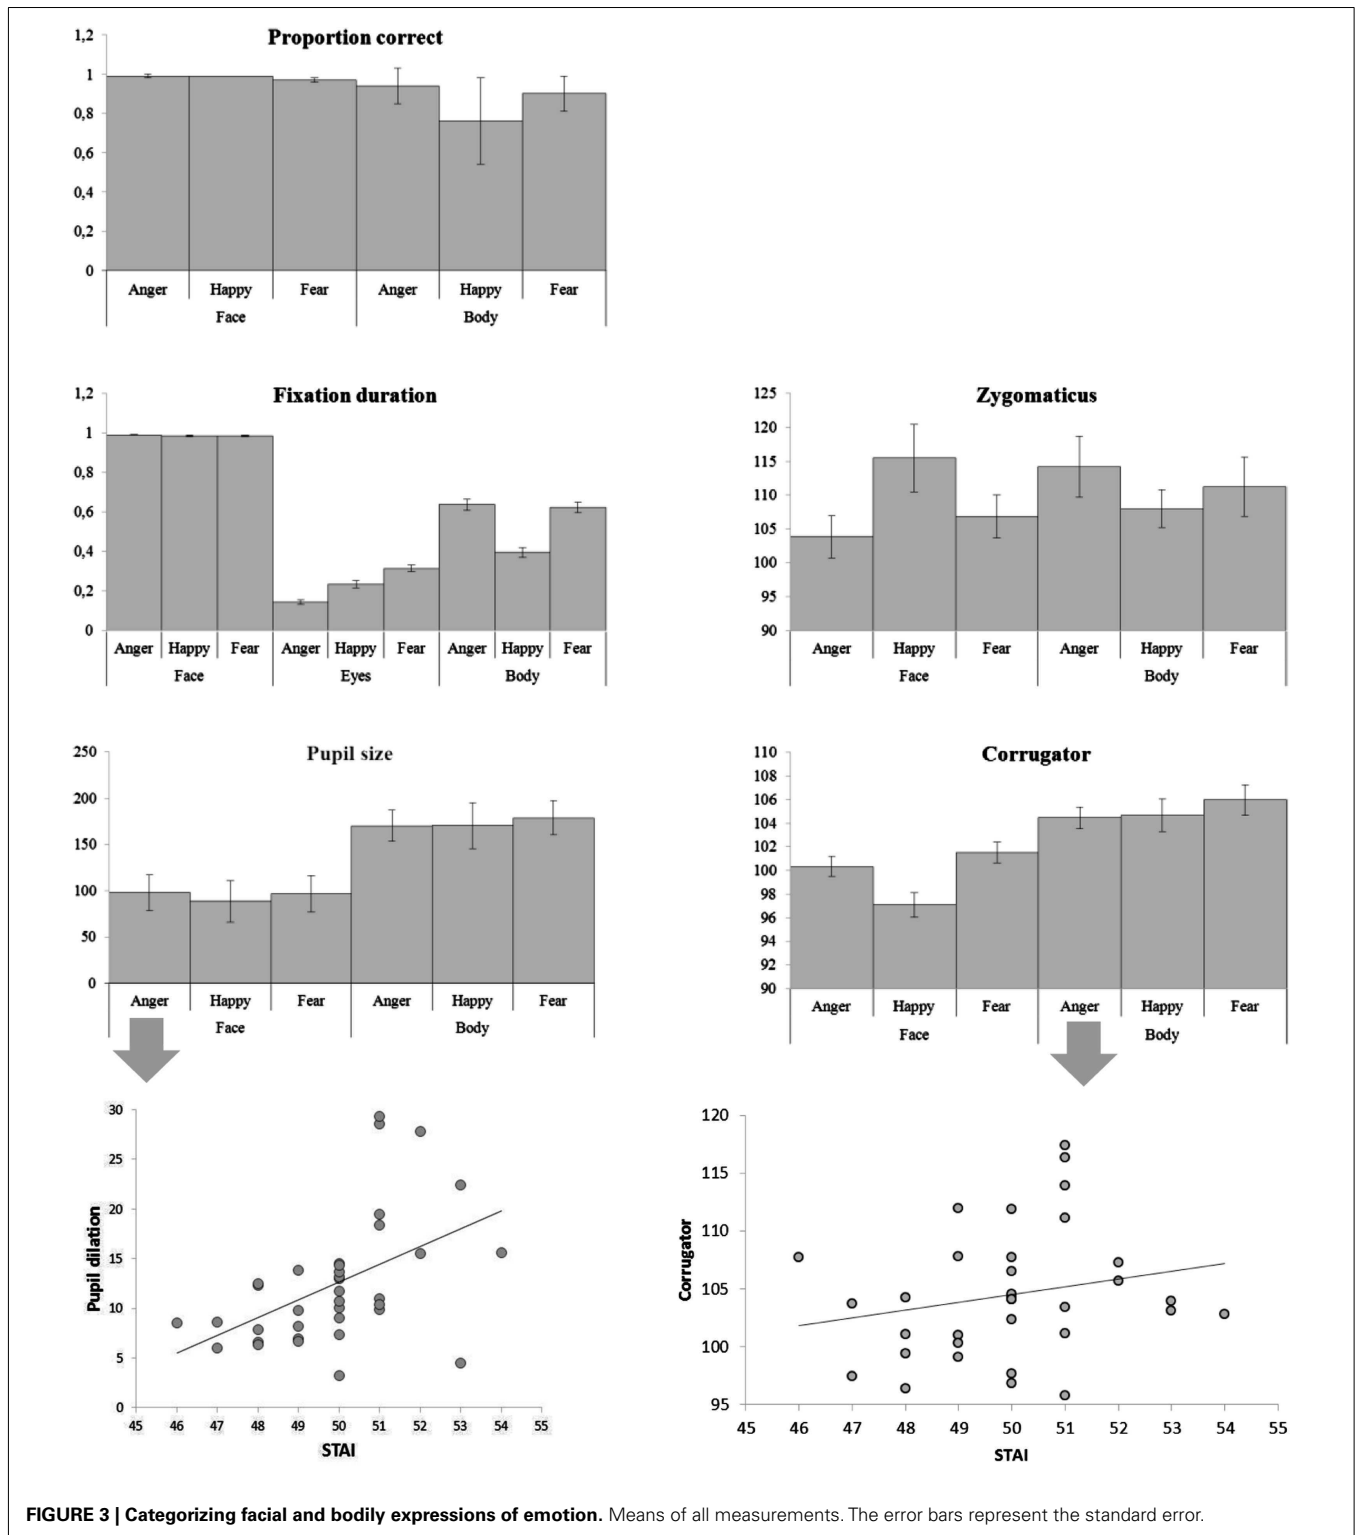 Proportion correct
1,2
1
0,8
0,6
0,4
0,2
0
Anger Happy Fear Anger Happy Fear
Face Body
Fixation duration
1,2
1
0,8
0,6
0,4
0,2
0
Anger Happy Fear Anger Happy Fear Anger Happy Fear
Face Eyes Body
Zygomaticus
125
120
115
110
105
100
95
90
Anger Happy Fear Anger Happy Fear
Face Body
Pupil size
250
200
150
100
50
0
Anger Happy Fear Anger Happy Fear
Face Body
Corrugator
110
108
106
104
102
100
98
96
94
92
90
Anger Happy Fear Anger Happy Fear
Face Body
Pupil dilation
30
25
20
15
10
5
0
45 46 47 48 49 50 51 52 53 54 55
STAI
Corrugator
120
115
110
105
100
95
45 46 47 48 49 50 51 52 53 54 55
STAI
FIGURE 3 | Categorizing facial and bodily expressions of emotion. Means of all measurements. The error bars represent the standard error.